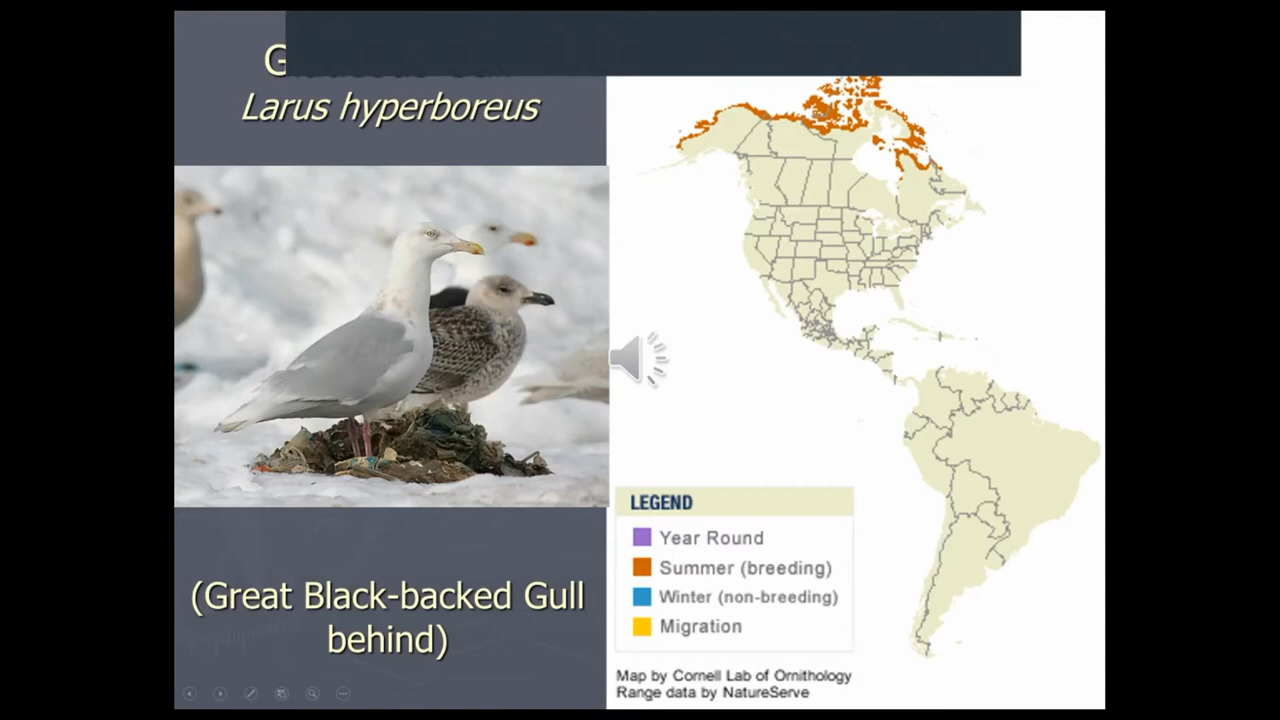 Larus hyperboreus
(Great Black-backed Gull
behind)
LEGEND
Year Round
Summer (breeding)
Winter (non-breeding)
Migration
Map by Cornell Lab of Ornithology
Range data by NatureServe